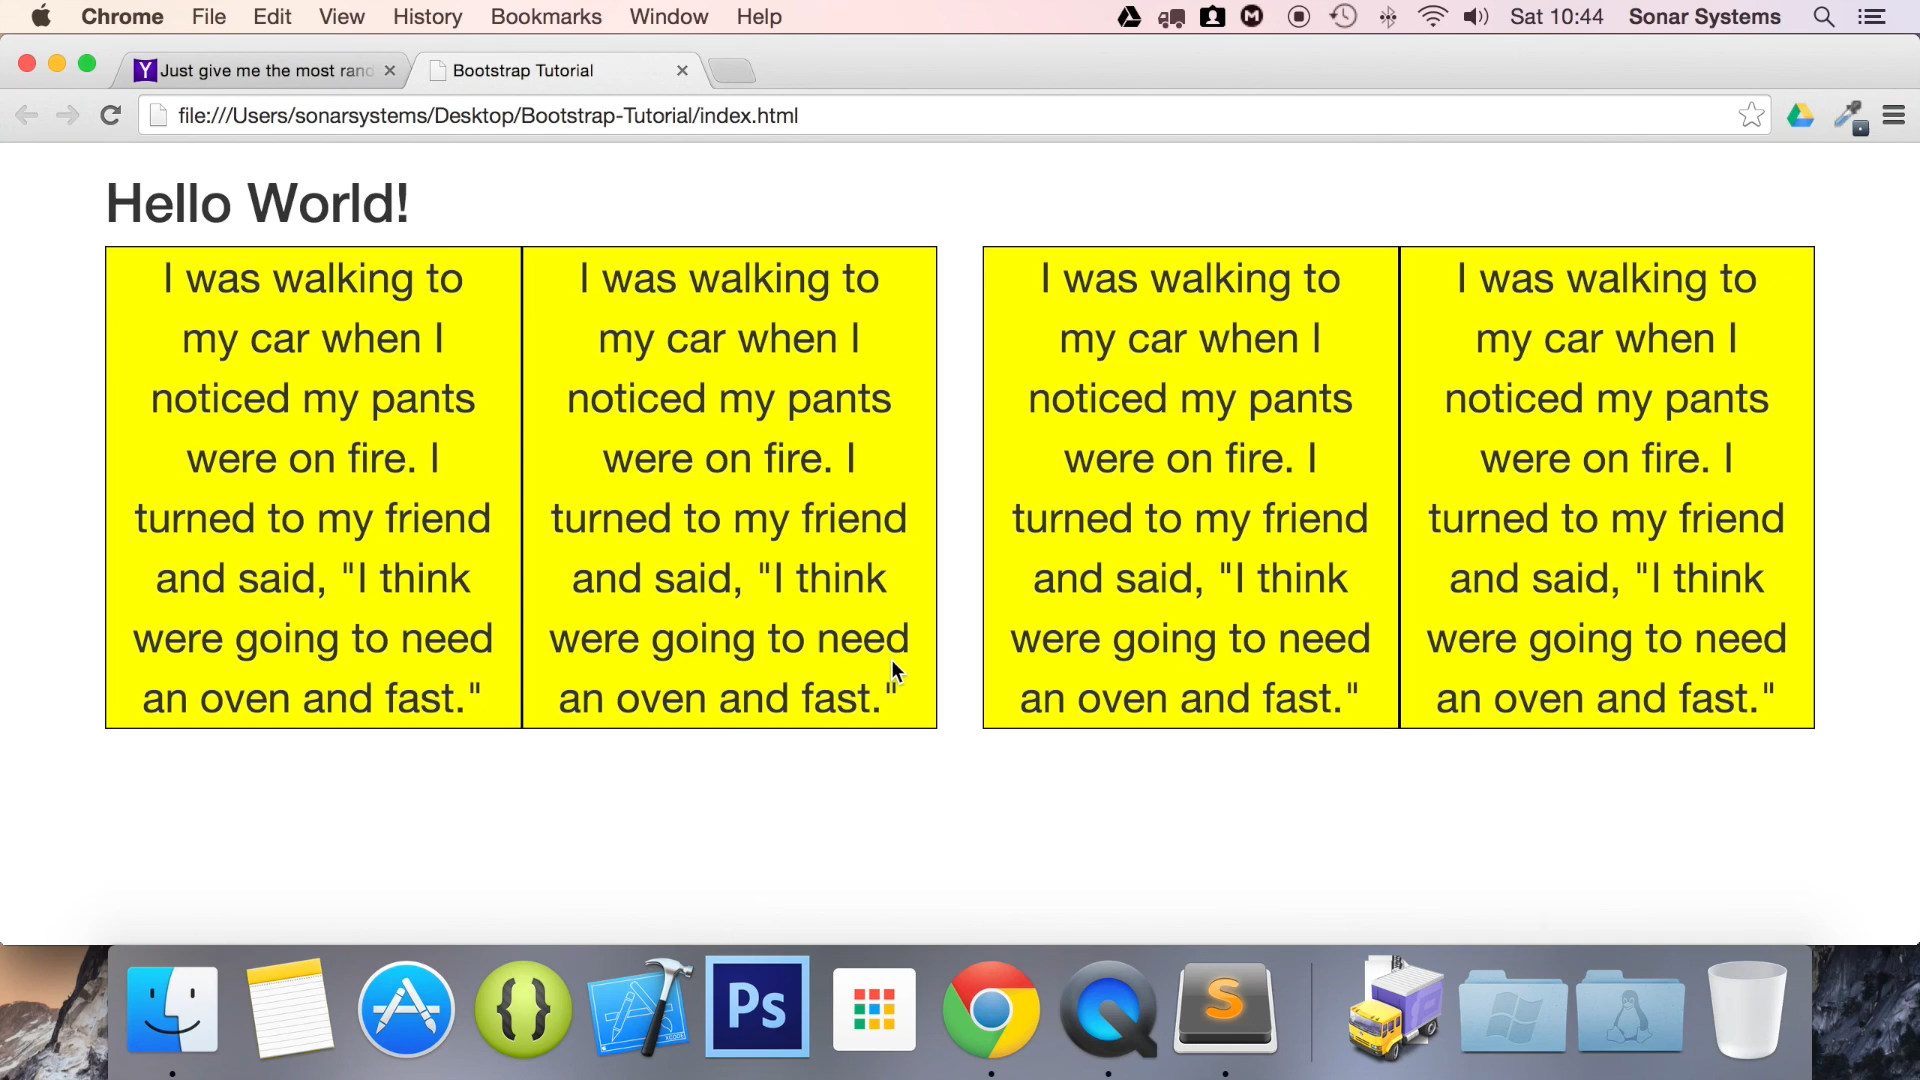 Chrome File Edit View History Bookmarks Window Help Sat 10:44 Sonar Systems
Just give me the most rand Bootstrap Tutorial
file:///Users/sonarsystems/Desktop/Bootstrap-Tutorial/index.html
Hello World!
I was walking to
my car when I
noticed my pants
were on fire. I
turned to my friend
and said, "I think
were going to need
an oven and fast."
I was walking to
my car when I
noticed my pants
were on fire. I
turned to my friend
and said, "I think
were going to need
an oven and fast."
I was walking to
my car when I
noticed my pants
were on fire. I
turned to my friend
and said, "I think
were going to need
an oven and fast."
I was walking to
my car when I
noticed my pants
were on fire. I
turned to my friend
and said, "I think
were going to need
an oven and fast."
{}
Ps
S